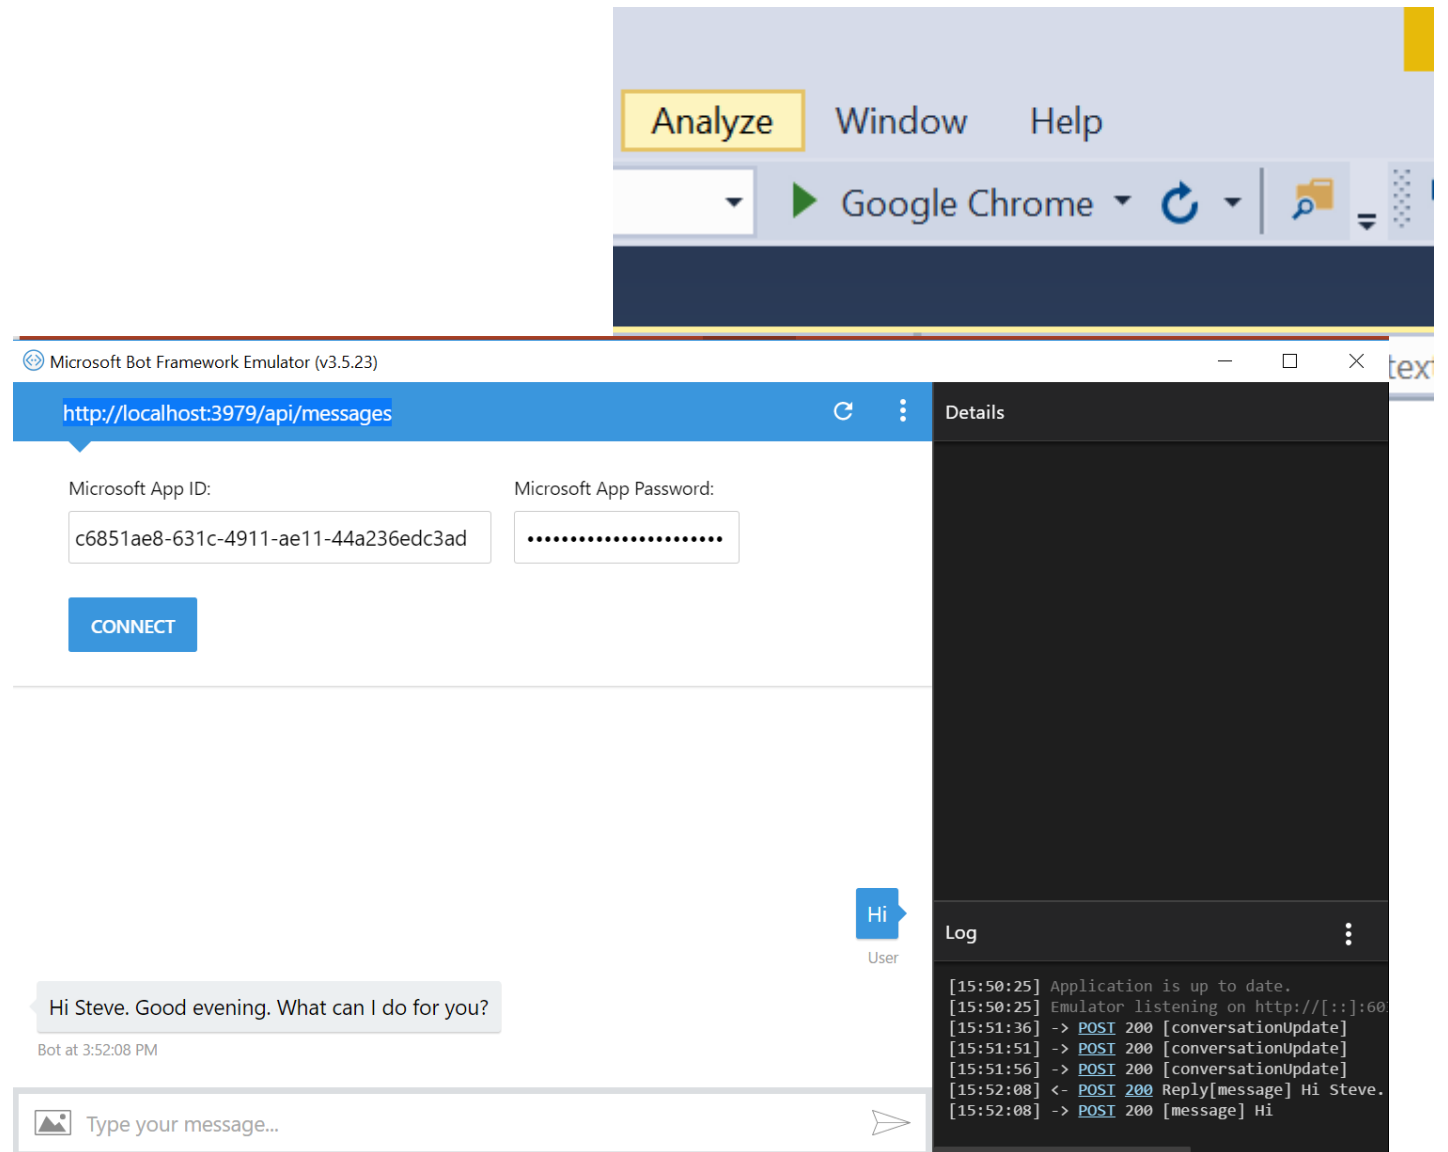 Analyze Window Help
Google Chrome
Microsoft Bot Framework Emulator (v3.5.23)
http://localhost:3979/api/messages
Details
Microsoft App ID:
Microsoft App Password:
c6851ae8-631c-4911-ae11-44a236edc3ad
•••••••••••••••••••••••
CONNECT
Hi
User
Hi Steve. Good evening. What can I do for you?
Bot at 3:52:08 PM
Type your message...
Log
[15:50:25] Application is up to date.
[15:50:25] Emulator listening on http://[::]:60
[15:51:36] -> POST 200 [conversationUpdate]
[15:51:51] -> POST 200 [conversationUpdate]
[15:51:56] -> POST 200 [conversationUpdate]
[15:52:08] <- POST 200 Reply[message] Hi Steve.
[15:52:08] -> POST 200 [message] Hi